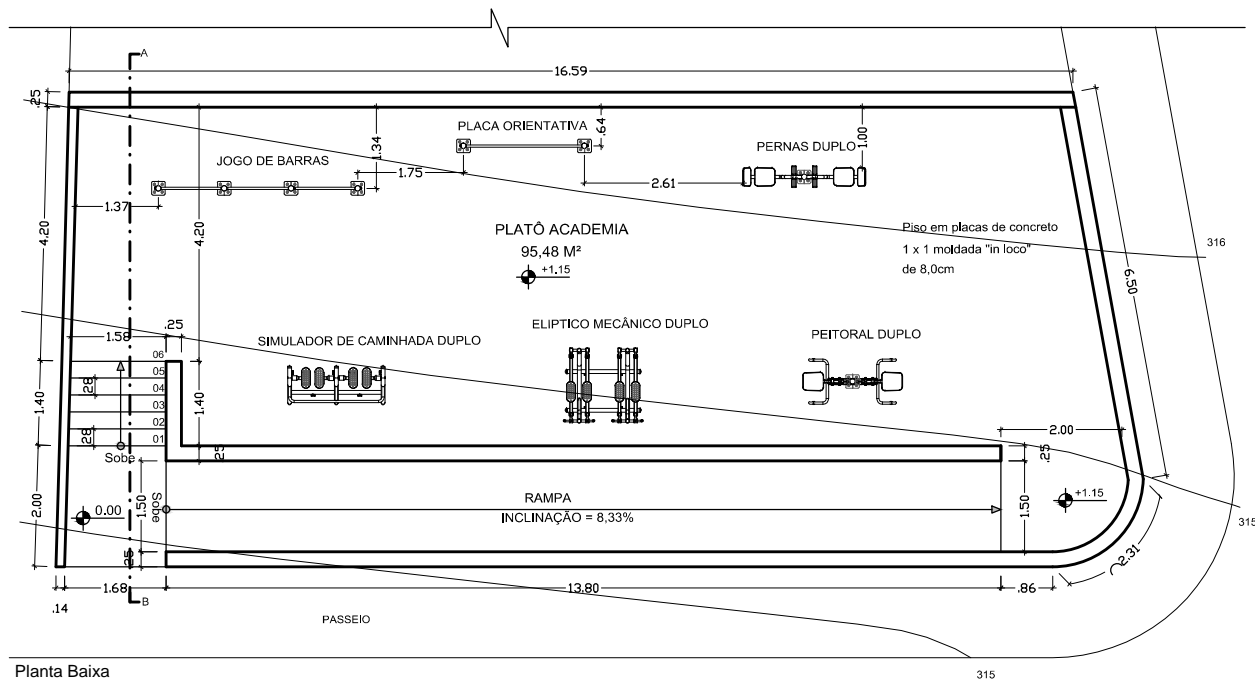 A
16.59
.25
PLACA ORIENTATIVA
.64
1.34
1.00
PERNAS DUPLO
JOGO DE BARRAS
1.75
2.61
1.37
4.20
4.20
PLATÔ ACADEMIA
95,48 M²
+1.15
Piso em placas de concreto
1 x 1 moldada "in loco"
de 8,0cm
316
6.50
.25
1.58
SIMULADOR DE CAMINHADA DUPLO
ELIPTICO MECÂNICO DUPLO
PEITORAL DUPLO
06
05
04
03
02
01
.28
.28
1.40
1.40
Sobe
.25
2.00
.25
2.00
0.00
1.50
Sobe
RAMPA
INCLINAÇÃO = 8,33%
1.50
+1.15
315
.25
2.31
.14
1.68
B
13.80
.86
PASSEIO
Planta Baixa
315